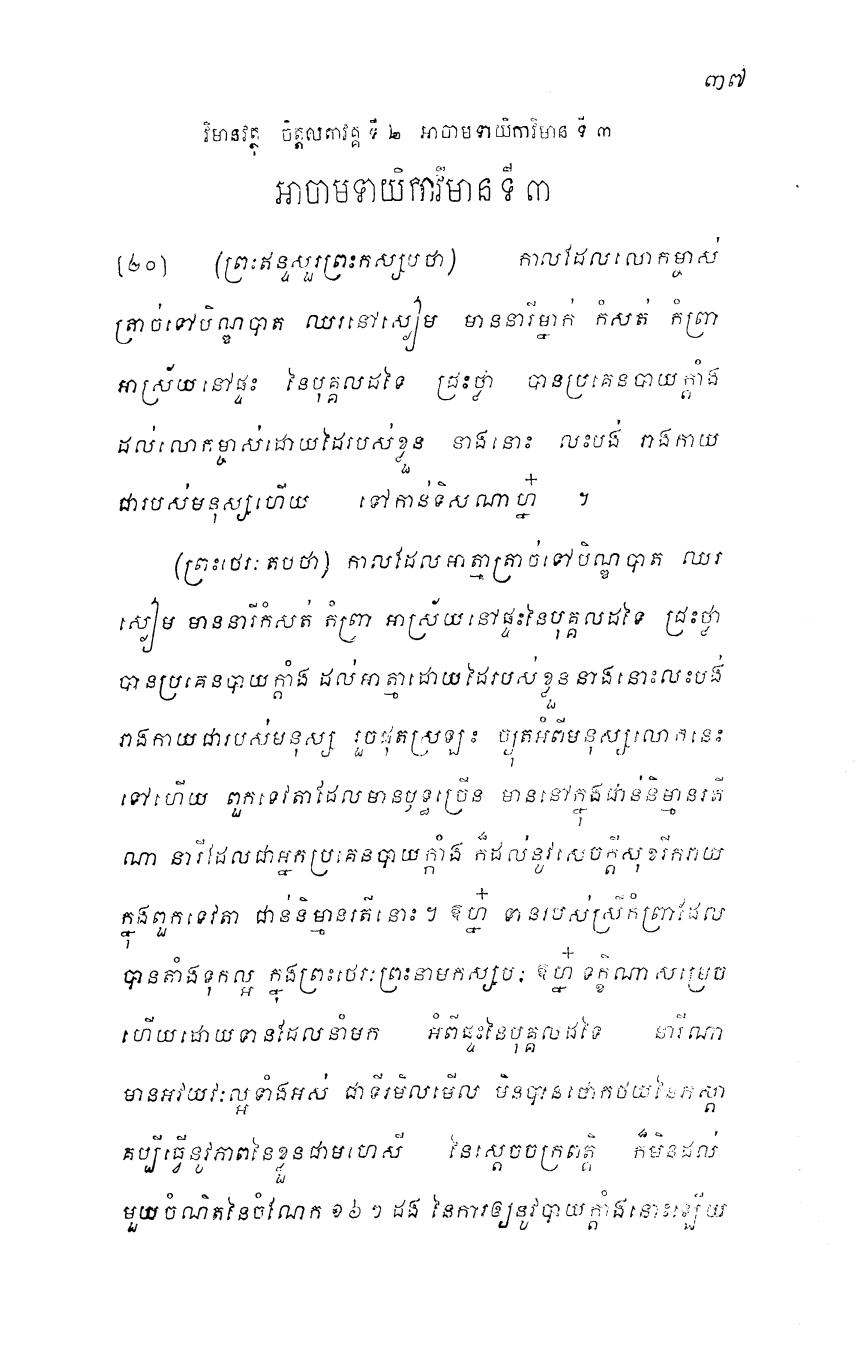 ៣៧
វិមានវត្ថុ ចិត្តលតាវគ្គ ទី ២ អាចាមទាយិកាវិមាន ទី ៣
អាចាមទាយិកាវិមានទី ៣
[២០] (ព្រះឥន្ទសួរព្រះកស្សបថា) កាលដែលលោកម្ចាស់
ត្រាច់ទៅបិណ្ឌបាត ឈរនៅស្ងៀម មាននារីម្នាក់ កំសត់ កំព្រា
អាស្រ័យនៅផ្ទះ នៃបុគ្គលដទៃ ជ្រះថ្លា បានប្រគេនបាយក្តាំង
ដល់លោកម្ចាស់ដោយដៃរបស់ខ្លួន នាងនោះ លះបង់ រាងកាយ
ជារបស់មនុស្សហើយ ទៅកាន់ទិសណាហ្ន៎ ។
(ព្រះថេរៈតបថា) កាលដែលអាត្មាត្រាច់ទៅបិណ្ឌបាត ឈរ
ស្ងៀម មាននារីកំសត់ កំព្រា អាស្រ័យនៅផ្ទះនៃបុគ្គលដទៃ ជ្រះថ្លា
បានប្រគេនបាយក្តាំង ដល់អាត្មាដោយដៃរបស់ខ្លួន នាងនោះលះបង់
រាងកាយជារបស់មនុស្ស រួចផុតស្រឡះ ច្យុតអំពីមនុស្សលោកនេះ
ទៅហើយ ពួកទេវតាដែលមានឫទ្ធច្រើន មាននៅក្នុងជាន់និម្មានរតី
ណា នារីដែលជាអ្នកប្រគេនបាយក្តាំង ក៏ដល់នូវសេចក្តីសុខរីករាយ
ក្នុងពួកទេវតា ជាន់និម្មានរតីនោះ ។ ឱហ្ន៎ ទានរបស់ស្រីកំព្រាដែល
បានតាំងទុកល្អ ក្នុងព្រះថេរៈព្រះនាមកស្សបៈ ឱហ្ន៎ ទក្ខិណាសម្រេច
ហើយដោយទានដែលនាំមក អំពីផ្ទះនៃបុគ្គលដទៃ នារីណា
មានអវយវៈល្អទាំងអស់ ជាទីរមិលមើល មិនបានថោកថយនៃភស្តា
គប្បីធ្វើនូវភាពនៃខ្លួនជាមហេសី នៃស្តេចចក្រពត្តិ ក៏មិនដល់
មួយចំណិតនៃចំណែក ១៦ ១ ដង នៃការឲ្យនូវបាយក្តាំងនោះឡើយ